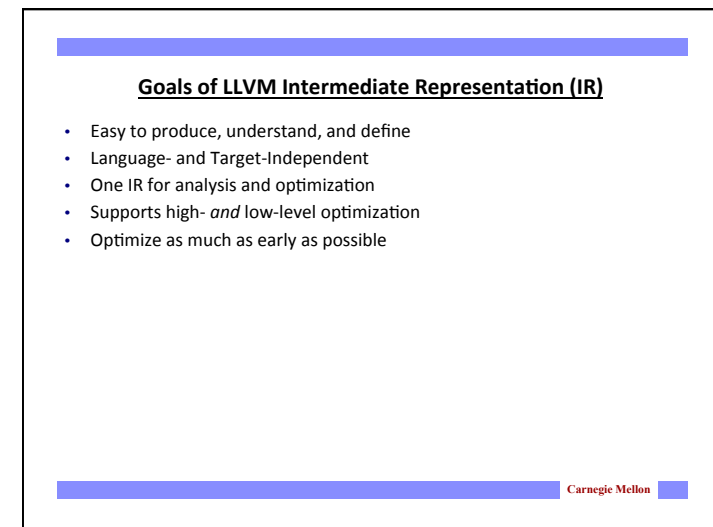 Goals of LLVM Intermediate Representation (IR)
• Easy to produce, understand, and define
• Language- and Target-Independent
• One IR for analysis and optimization
• Supports high- and low-level optimization
• Optimize as much as early as possible
Carnegie Mellon